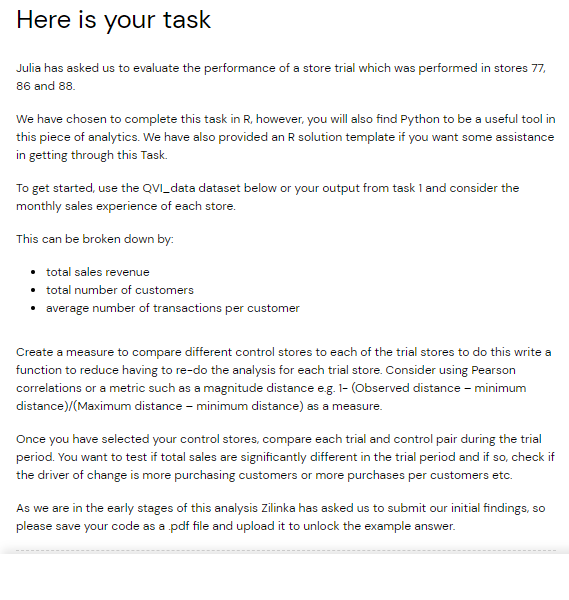 Here is your task
Julia has asked us to evaluate the performance of a store trial which was performed in stores 77,
86 and 88.
We have chosen to complete this task in R, however, you will also find Python to be a useful tool in
this piece of analytics. We have also provided an R solution template if you want some assistance
in getting through this Task.
To get started, use the QVI_data dataset below or your output from task 1 and consider the
monthly sales experience of each store.
This can be broken down by:
• total sales revenue
• total number of customers
• average number of transactions per customer
Create a measure to compare different control stores to each of the trial stores to do this write a
function to reduce having to re-do the analysis for each trial store. Consider using Pearson
correlations or a metric such as a magnitude distance e.g. 1- (Observed distance – minimum
distance)/(Maximum distance – minimum distance) as a measure.
Once you have selected your control stores, compare each trial and control pair during the trial
period. You want to test if total sales are significantly different in the trial period and if so, check if
the driver of change is more purchasing customers or more purchases per customers etc.
As we are in the early stages of this analysis Zilinka has asked us to submit our initial findings, so
please save your code as a .pdf file and upload it to unlock the example answer.